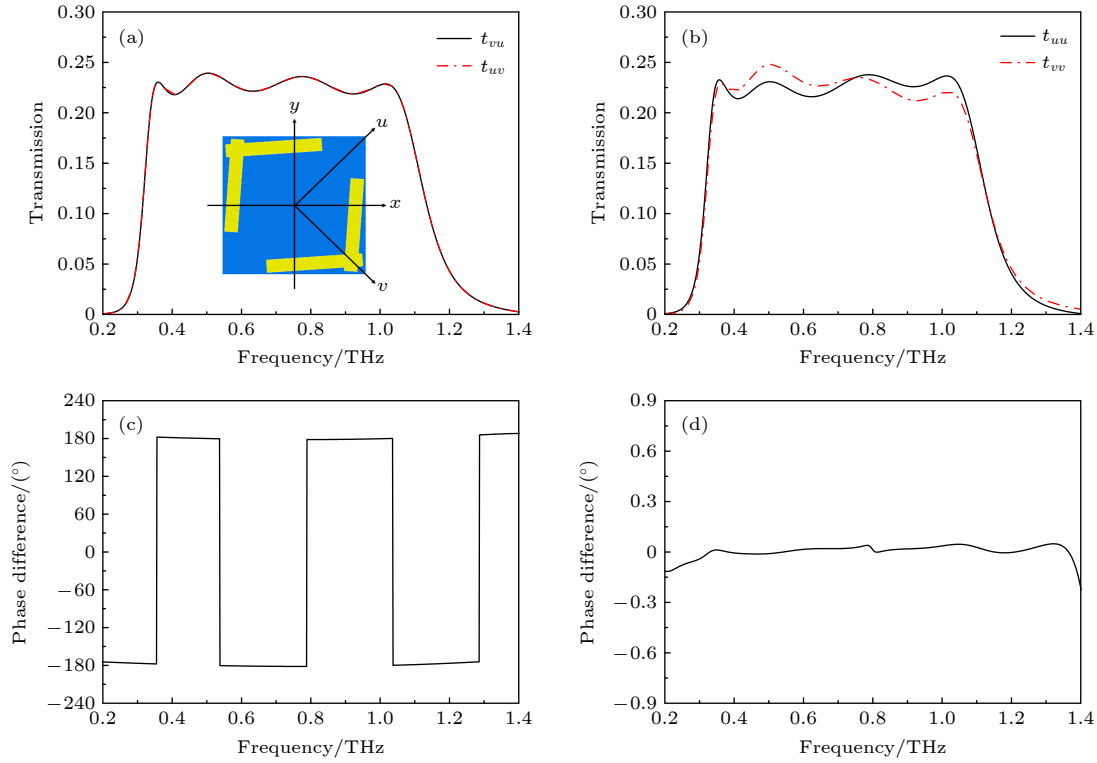 (a)
t_vu
t_uv
y
u
x
v
0.30
0.25
0.20
0.15
0.10
0.05
0
Transmission
0.2 0.4 0.6 0.8 1.0 1.2 1.4
Frequency/THz
(b)
t_uu
t_vv
0.30
0.25
0.20
0.15
0.10
0.05
0
Transmission
0.2 0.4 0.6 0.8 1.0 1.2 1.4
Frequency/THz
(c)
240
180
120
60
0
−60
−120
−180
−240
Phase difference/(°)
0.2 0.4 0.6 0.8 1.0 1.2 1.4
Frequency/THz
(d)
0.9
0.6
0.3
0
−0.3
−0.6
−0.9
Phase difference/(°)
0.2 0.4 0.6 0.8 1.0 1.2 1.4
Frequency/THz